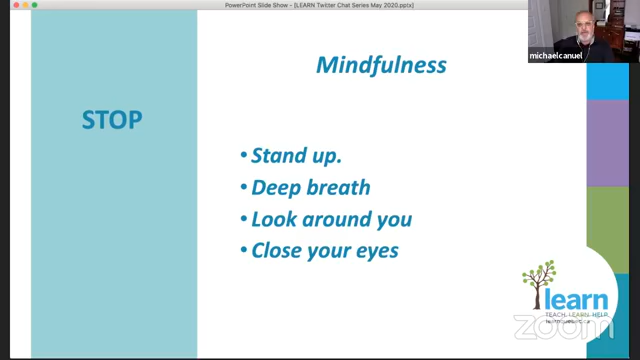 PowerPoint Slide Show - [LEARN Twitter Chat Series May 2020.pptx]
michaelcanuel
Mindfulness
STOP
• Stand up.
• Deep breath
• Look around you
• Close your eyes
learn
TEACH. LEARN. HELP.
zoom